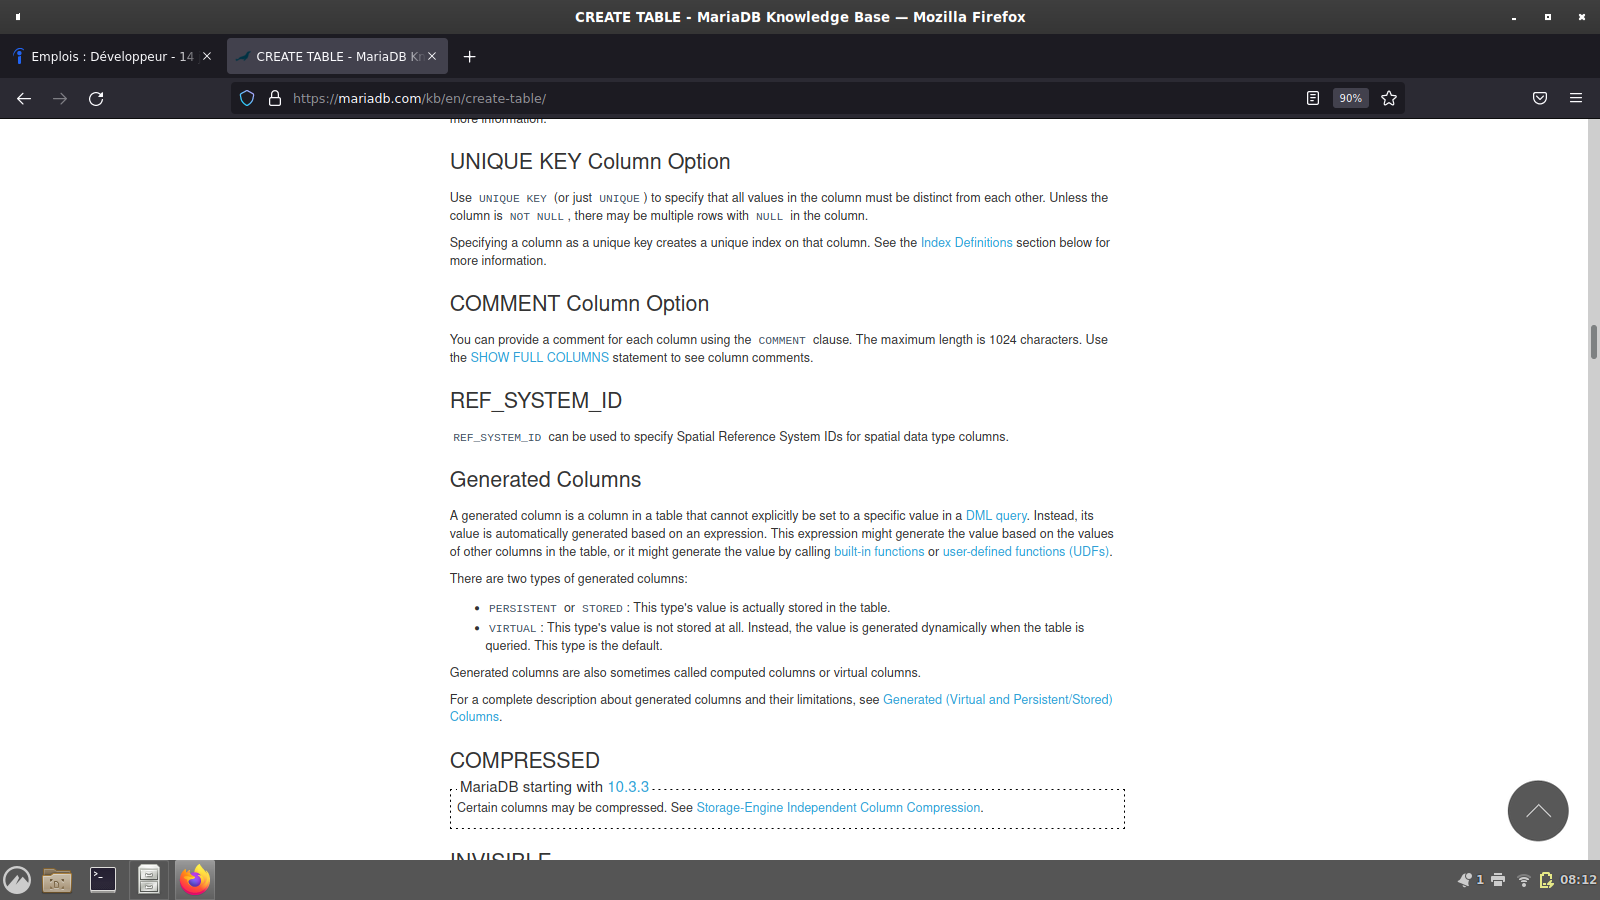 CREATE TABLE - MariaDB Knowledge Base — Mozilla Firefox
Emplois : Développeur - 14
CREATE TABLE - MariaDB Kn
https://mariadb.com/kb/en/create-table/
90%
more information.
UNIQUE KEY Column Option
Use UNIQUE KEY (or just UNIQUE ) to specify that all values in the column must be distinct from each other. Unless the
column is NOT NULL , there may be multiple rows with NULL in the column.
Specifying a column as a unique key creates a unique index on that column. See the Index Definitions section below for
more information.
COMMENT Column Option
You can provide a comment for each column using the COMMENT clause. The maximum length is 1024 characters. Use
the SHOW FULL COLUMNS statement to see column comments.
REF_SYSTEM_ID
REF_SYSTEM_ID can be used to specify Spatial Reference System IDs for spatial data type columns.
Generated Columns
A generated column is a column in a table that cannot explicitly be set to a specific value in a DML query. Instead, its
value is automatically generated based on an expression. This expression might generate the value based on the values
of other columns in the table, or it might generate the value by calling built-in functions or user-defined functions (UDFs).
There are two types of generated columns:
• PERSISTENT or STORED : This type's value is actually stored in the table.
• VIRTUAL : This type's value is not stored at all. Instead, the value is generated dynamically when the table is
queried. This type is the default.
Generated columns are also sometimes called computed columns or virtual columns.
For a complete description about generated columns and their limitations, see Generated (Virtual and Persistent/Stored)
Columns.
COMPRESSED
MariaDB starting with 10.3.3
Certain columns may be compressed. See Storage-Engine Independent Column Compression.
INVISIBLE
1
08:12